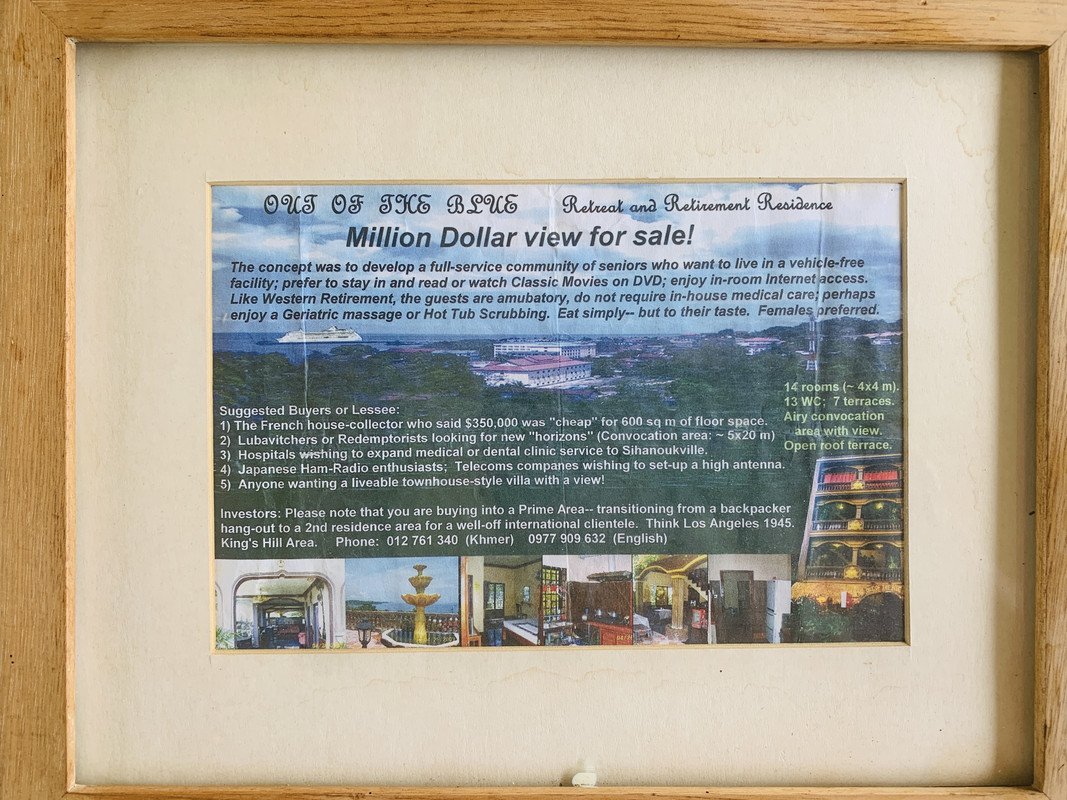 OUT OF THE BLUE Retreat and Retirement Residence
Million Dollar view for sale!
The concept was to develop a full-service community of seniors who want to live in a vehicle-free
facility; prefer to stay in and read or watch Classic Movies on DVD; enjoy in-room Internet access.
Like Western Retirement, the guests are amubatory, do not require in-house medical care; perhaps
enjoy a Geriatric massage or Hot Tub Scrubbing. Eat simply-- but to their taste. Females preferred.
14 rooms (~ 4x4 m).
13 WC; 7 terraces.
Airy convocation
area with view.
Open roof terrace.
Suggested Buyers or Lessee:
1) The French house-collector who said $350,000 was "cheap" for 600 sq m of floor space.
2) Lubavitchers or Redemptorists looking for new "horizons" (Convocation area: ~ 5x20 m)
3) Hospitals wishing to expand medical or dental clinic service to Sihanoukville.
4) Japanese Ham-Radio enthusiasts; Telecoms companes wishing to set-up a high antenna.
5) Anyone wanting a liveable townhouse-style villa with a view!
Investors: Please note that you are buying into a Prime Area-- transitioning from a backpacker
hang-out to a 2nd residence area for a well-off international clientele. Think Los Angeles 1945.
King's Hill Area. Phone: 012 761 340 (Khmer) 0977 909 632 (English)